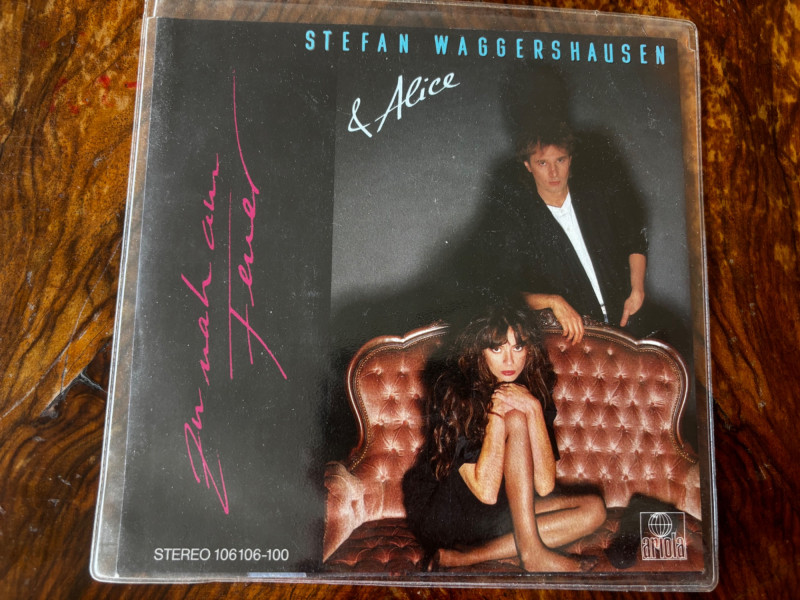 STEFAN WAGGERSHAUSEN
& Alice
Zu nah am
Feuer
STEREO 106106-100
ariola